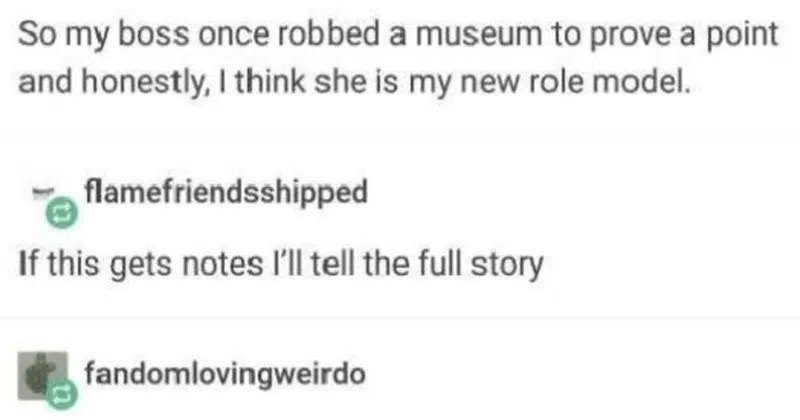 So my boss once robbed a museum to prove a point
and honestly, I think she is my new role model.
flamefriendsshipped
If this gets notes I'll tell the full story
fandomlovingweirdo